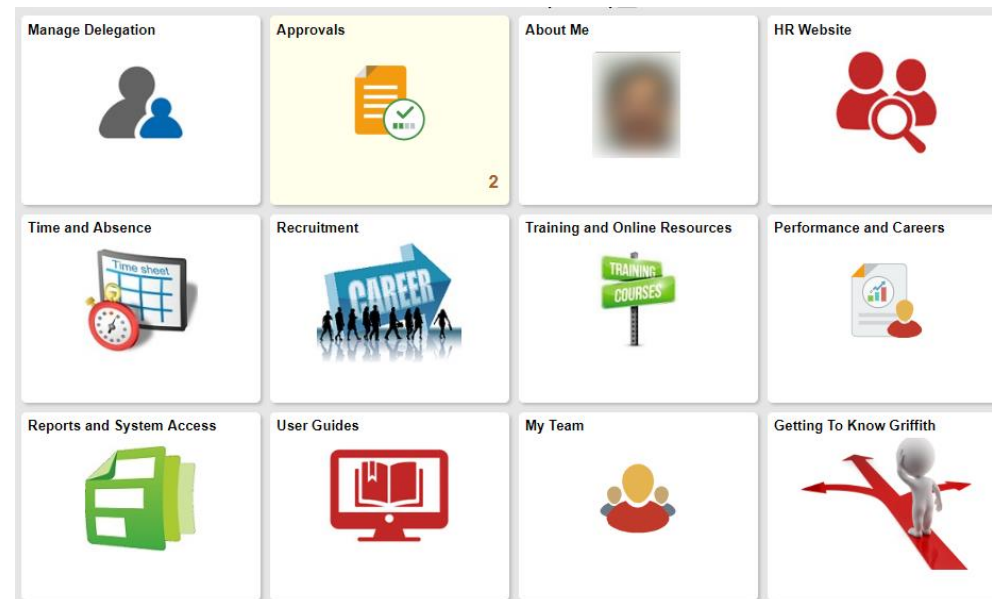 Manage Delegation
Approvals
2
About Me
HR Website
Time and Absence
Time sheet
Recruitment
CAREER
Training and Online Resources
TRAINING
COURSES
Performance and Careers
Reports and System Access
User Guides
My Team
Getting To Know Griffith